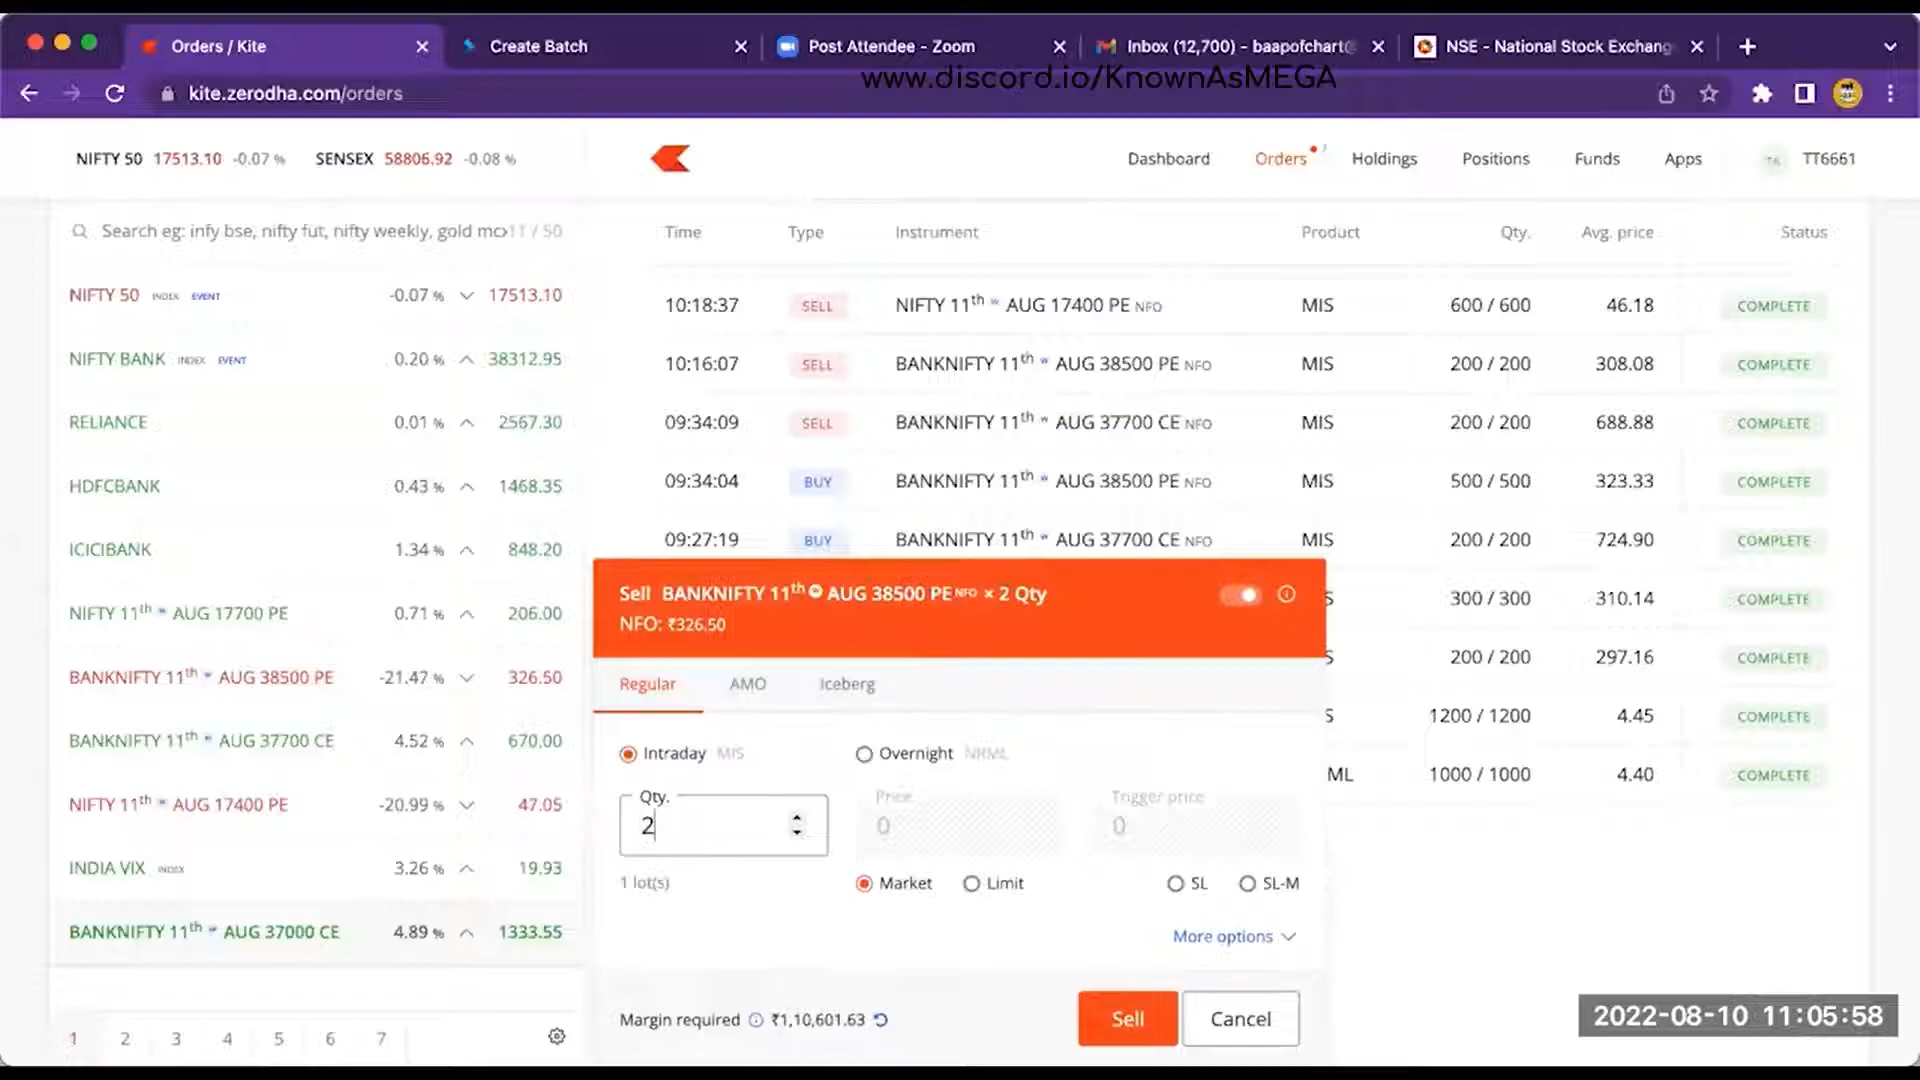 Orders / Kite
Create Batch
Post Attendee - Zoom
Inbox (12,700) - baapofchart@
NSE - National Stock Exchang
www.discord.io/KnownAsMEGA
kite.zerodha.com/orders
NIFTY 50 17513.10 -0.07 % SENSEX 58806.92 -0.08 %
Dashboard Orders Holdings Positions Funds Apps TT6661
Search eg: infy bse, nifty fut, nifty weekly, gold mcx 11 / 50
NIFTY 50 INDEX EVENT -0.07 % 17513.10
NIFTY BANK INDEX EVENT 0.20 % 38312.95
RELIANCE 0.01 % 2567.30
HDFCBANK 0.43 % 1468.35
ICICIBANK 1.34 % 848.20
NIFTY 11th w AUG 17700 PE 0.71 % 206.00
BANKNIFTY 11th w AUG 38500 PE -21.47 % 326.50
BANKNIFTY 11th w AUG 37700 CE 4.52 % 670.00
NIFTY 11th w AUG 17400 PE -20.99 % 47.05
INDIA VIX INDEX 3.26 % 19.93
BANKNIFTY 11th w AUG 37000 CE 4.89 % 1333.55
1 2 3 4 5 6 7
Time Type Instrument Product Qty. Avg. price Status
10:18:37 SELL NIFTY 11th w AUG 17400 PE NFO MIS 600 / 600 46.18 COMPLETE
10:16:07 SELL BANKNIFTY 11th w AUG 38500 PE NFO MIS 200 / 200 308.08 COMPLETE
09:34:09 SELL BANKNIFTY 11th w AUG 37700 CE NFO MIS 200 / 200 688.88 COMPLETE
09:34:04 BUY BANKNIFTY 11th w AUG 38500 PE NFO MIS 500 / 500 323.33 COMPLETE
09:27:19 BUY BANKNIFTY 11th w AUG 37700 CE NFO MIS 200 / 200 724.90 COMPLETE
S 300 / 300 310.14 COMPLETE
S 200 / 200 297.16 COMPLETE
S 1200 / 1200 4.45 COMPLETE
ML 1000 / 1000 4.40 COMPLETE
Sell BANKNIFTY 11th w AUG 38500 PE NFO × 2 Qty
NFO: ₹326.50
Regular AMO Iceberg
Intraday MIS Overnight NRML
Qty. Price Trigger price
2 0 0
1 lot(s) Market Limit SL SL-M
More options
Margin required ₹1,10,601.63 Sell Cancel
2022-08-10 11:05:58